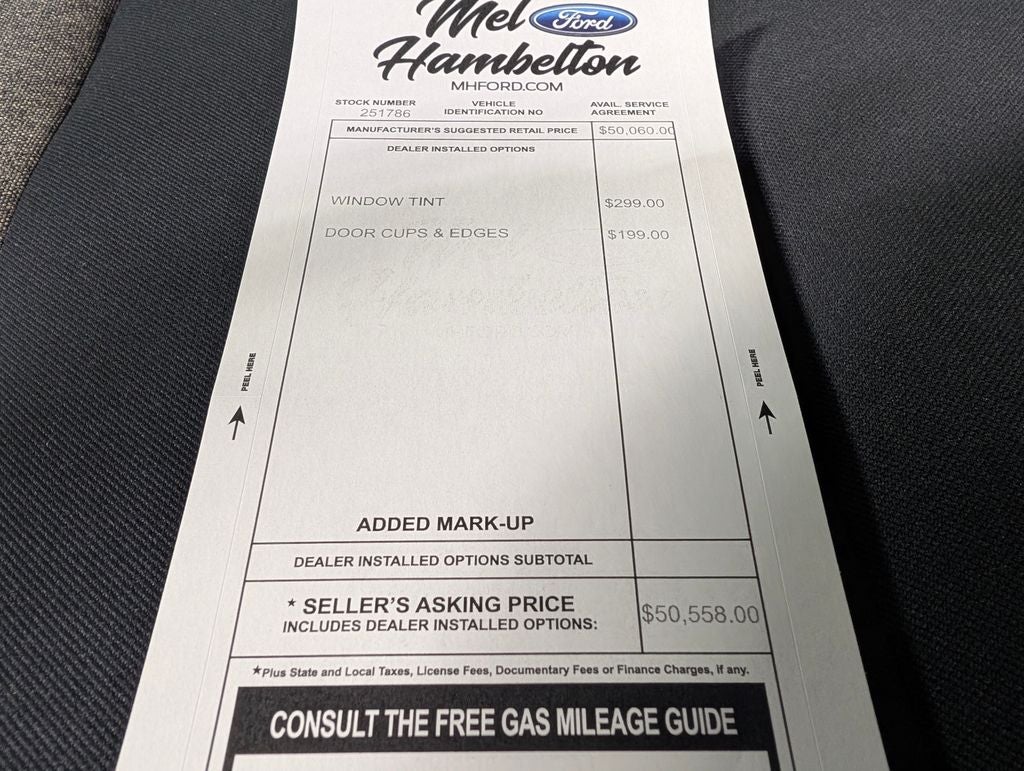 Mel Ford
Hambelton
MHFORD.COM
STOCK NUMBER
251786
VEHICLE
IDENTIFICATION NO
AVAIL. SERVICE
AGREEMENT
MANUFACTURER'S SUGGESTED RETAIL PRICE $50,060.00
DEALER INSTALLED OPTIONS
WINDOW TINT $299.00
DOOR CUPS & EDGES $199.00
PEEL HERE
PEEL HERE
ADDED MARK-UP
DEALER INSTALLED OPTIONS SUBTOTAL
* SELLER'S ASKING PRICE
INCLUDES DEALER INSTALLED OPTIONS:
$50,558.00
*Plus State and Local Taxes, License Fees, Documentary Fees or Finance Charges, if any.
CONSULT THE FREE GAS MILEAGE GUIDE